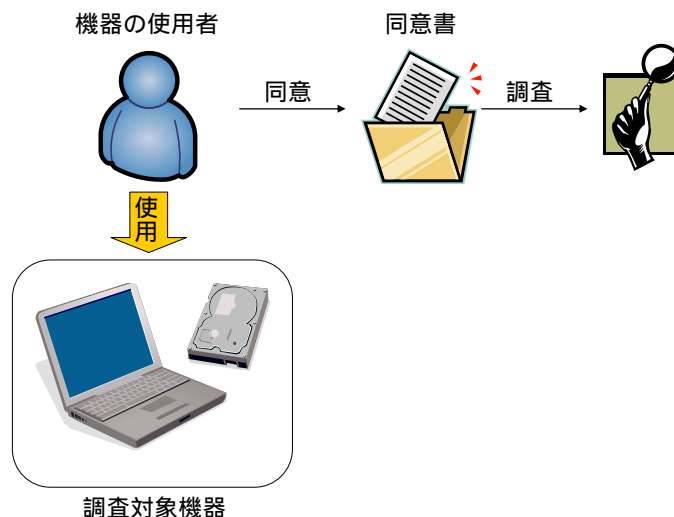 機器の使用者
同意書
同意
調査
使用
調査対象機器